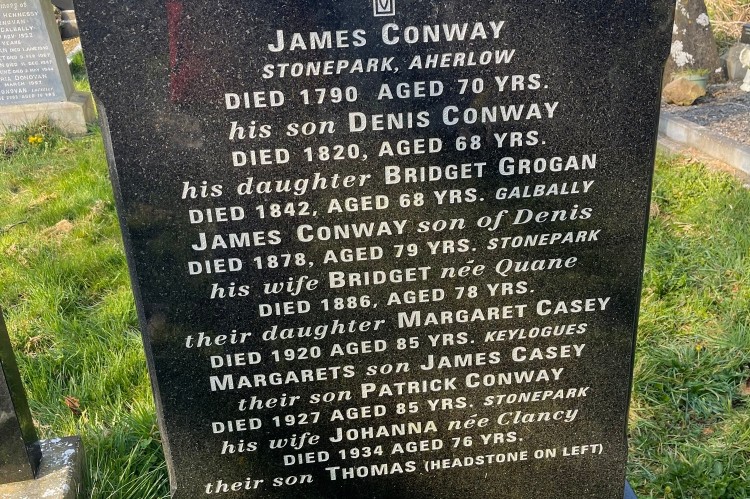 JAMES CONWAY
STONEPARK, AHERLOW
DIED 1790 AGED 70 YRS.
his son DENIS CONWAY
DIED 1820, AGED 68 YRS.
his daughter BRIDGET GROGAN
DIED 1842, AGED 68 YRS. GALBALLY
JAMES CONWAY son of Denis
DIED 1878, AGED 79 YRS. STONEPARK
his wife BRIDGET née Quane
DIED 1886, AGED 78 YRS.
their daughter MARGARET CASEY
DIED 1920 AGED 85 YRS. KEYLOGUES
MARGARETS son JAMES CASEY
their son PATRICK CONWAY
DIED 1927 AGED 85 YRS. STONEPARK
his wife JOHANNA née Clancy
DIED 1934 AGED 76 YRS.
their son THOMAS (HEADSTONE ON LEFT)